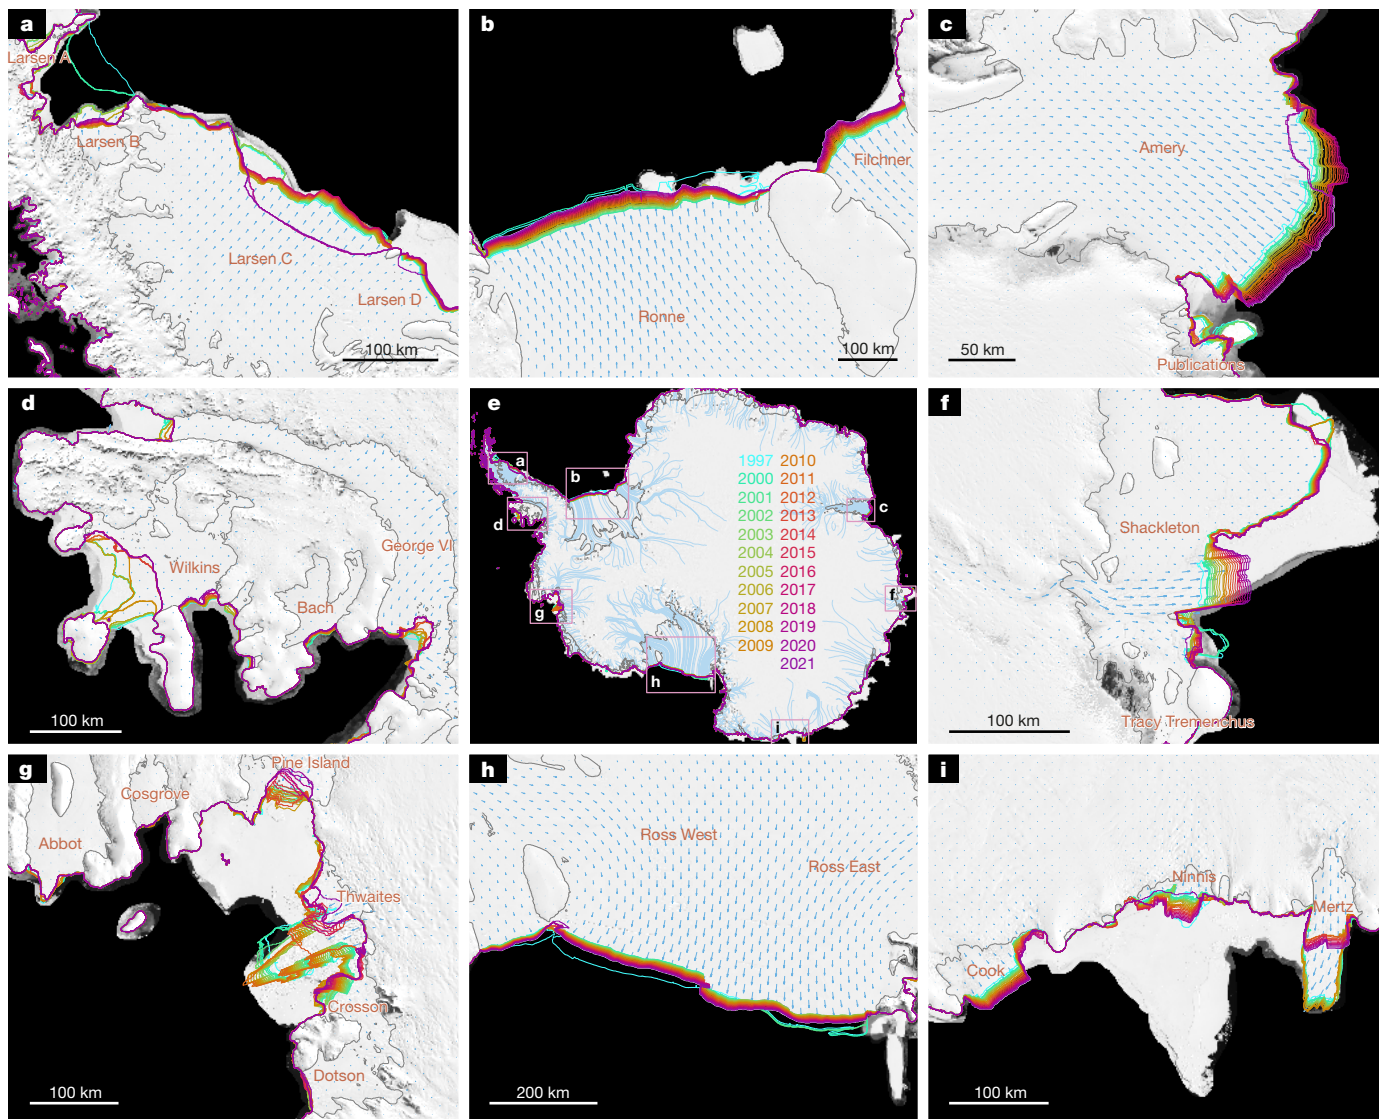 a
Larsen A
Larsen B
Larsen C
Larsen D
100 km
b
Filchner
Ronne
100 km
c
Amery
50 km
Publications
d
Wilkins
George VI
Bach
100 km
e
a
b
c
d
f
g
h
i
1997 2010
2000 2011
2001 2012
2002 2013
2003 2014
2004 2015
2005 2016
2006 2017
2007 2018
2008 2019
2009 2020
2021
f
Shackleton
100 km
Tracy Tremenchus
g
Pine Island
Cosgrove
Abbot
Thwaites
Crosson
Dotson
100 km
h
Ross West
Ross East
200 km
i
Ninnis
Mertz
Cook
100 km